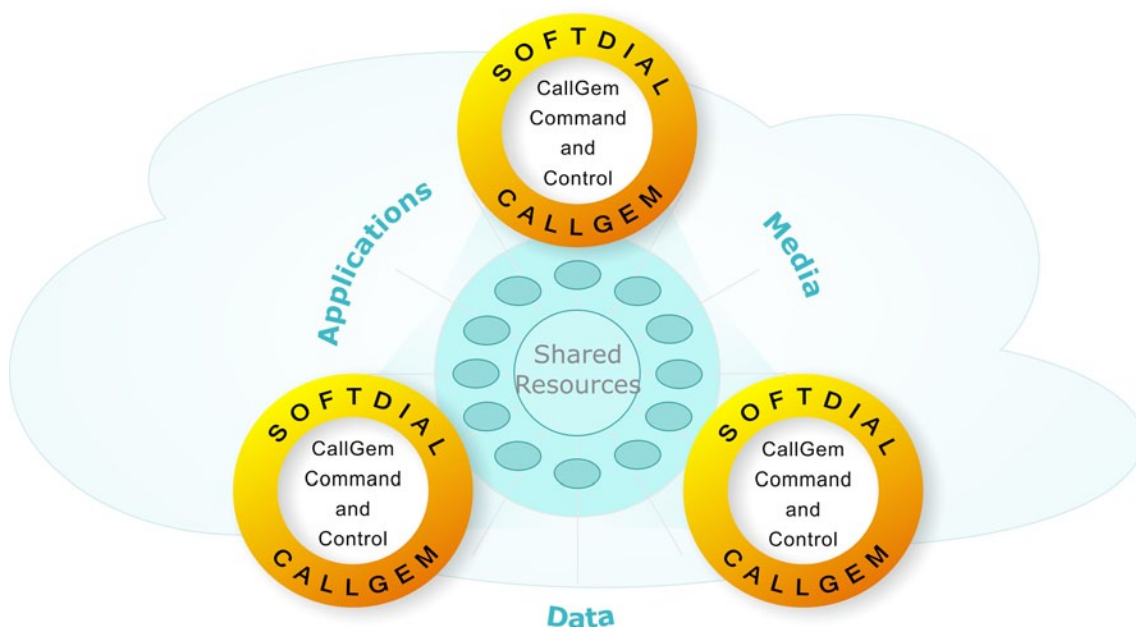 SOFTDIAL
CallGem
Command
and
Control
CALLGEM
Applications
Media
Shared
Resources
SOFTDIAL
CallGem
Command
and
Control
CALLGEM
SOFTDIAL
CallGem
Command
and
Control
CALLGEM
Data